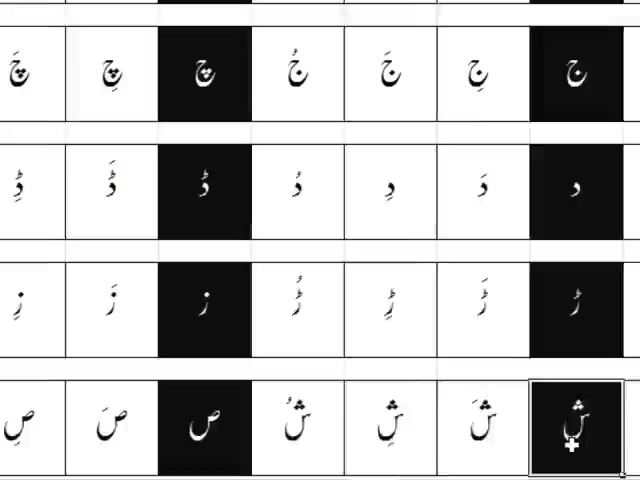 ج جِ جَ جُ چ چِ چَ
د دَ دِ دُ ڈ ڈَ ڈِ
ڑ ڑَ ڑِ ڑُ ز زَ زِ
ش شَ شِ شُ ص صَ صِ